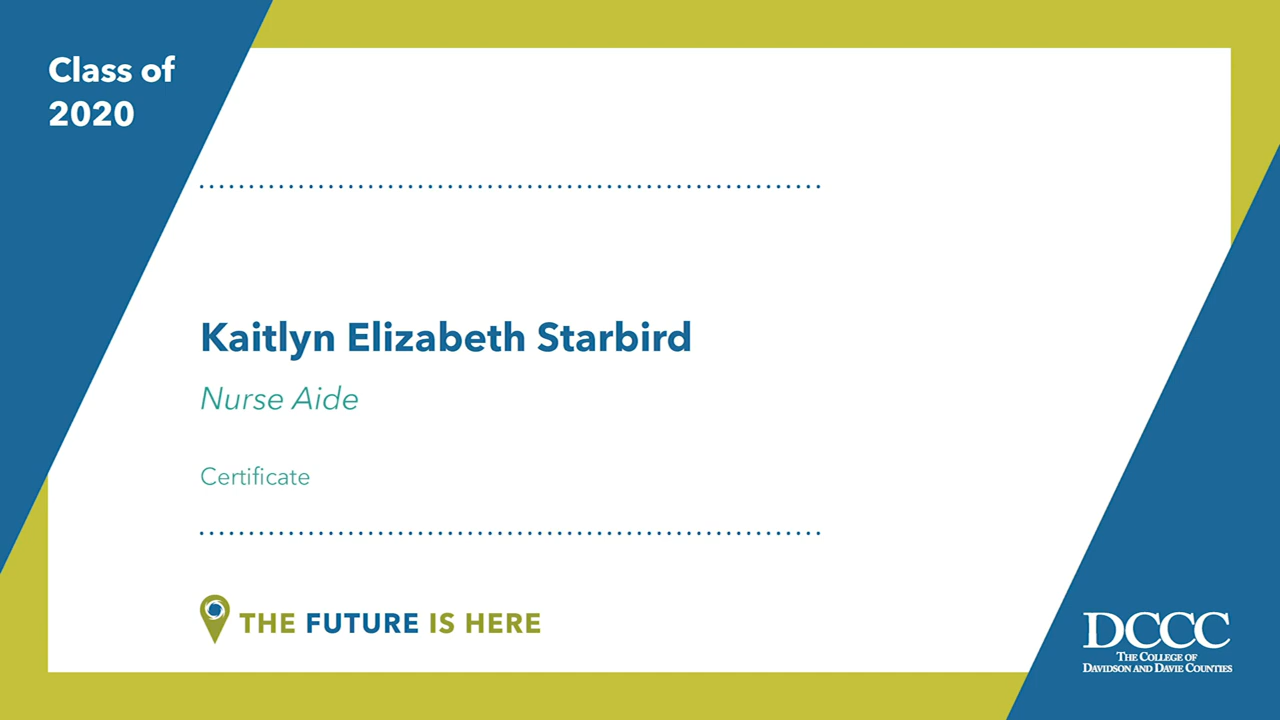 Class of
2020
Kaitlyn Elizabeth Starbird
Nurse Aide
Certificate
THE FUTURE IS HERE
DCCC
THE COLLEGE OF
DAVIDSON AND DAVIE COUNTIES